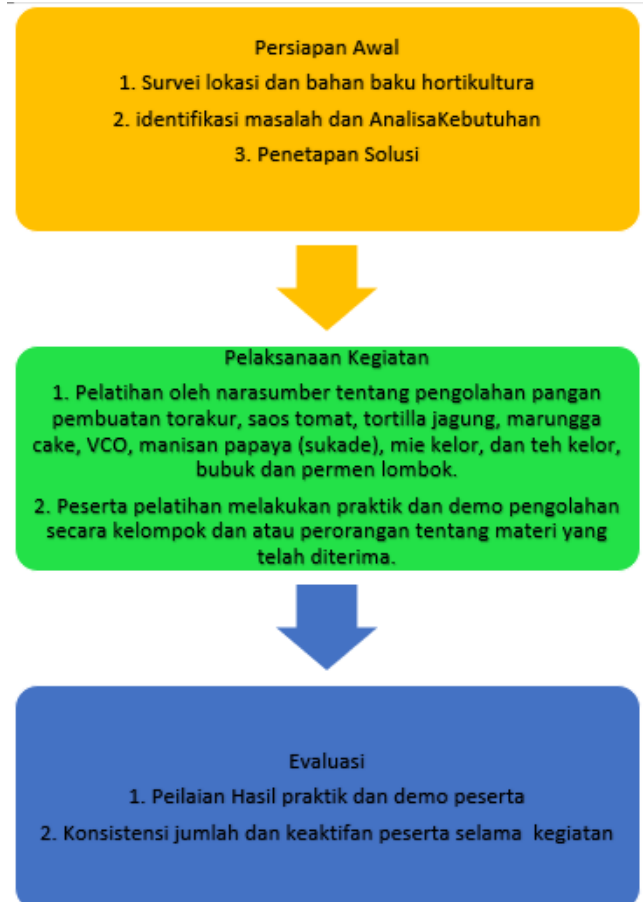 Persiapan Awal
1. Survei lokasi dan bahan baku hortikultura
2. identifikasi masalah dan AnalisaKebutuhan
3. Penetapan Solusi
Pelaksanaan Kegiatan
1. Pelatihan oleh narasumber tentang pengolahan pangan
pembuatan torakur, saos tomat, tortilla jagung, marungga
cake, VCO, manisan papaya (sukade), mie kelor, dan teh kelor,
bubuk dan permen lombok.
2. Peserta pelatihan melakukan praktik dan demo pengolahan
secara kelompok dan atau perorangan tentang materi yang
telah diterima.
Evaluasi
1. Peilaian Hasil praktik dan demo peserta
2. Konsistensi jumlah dan keaktifan peserta selama kegiatan